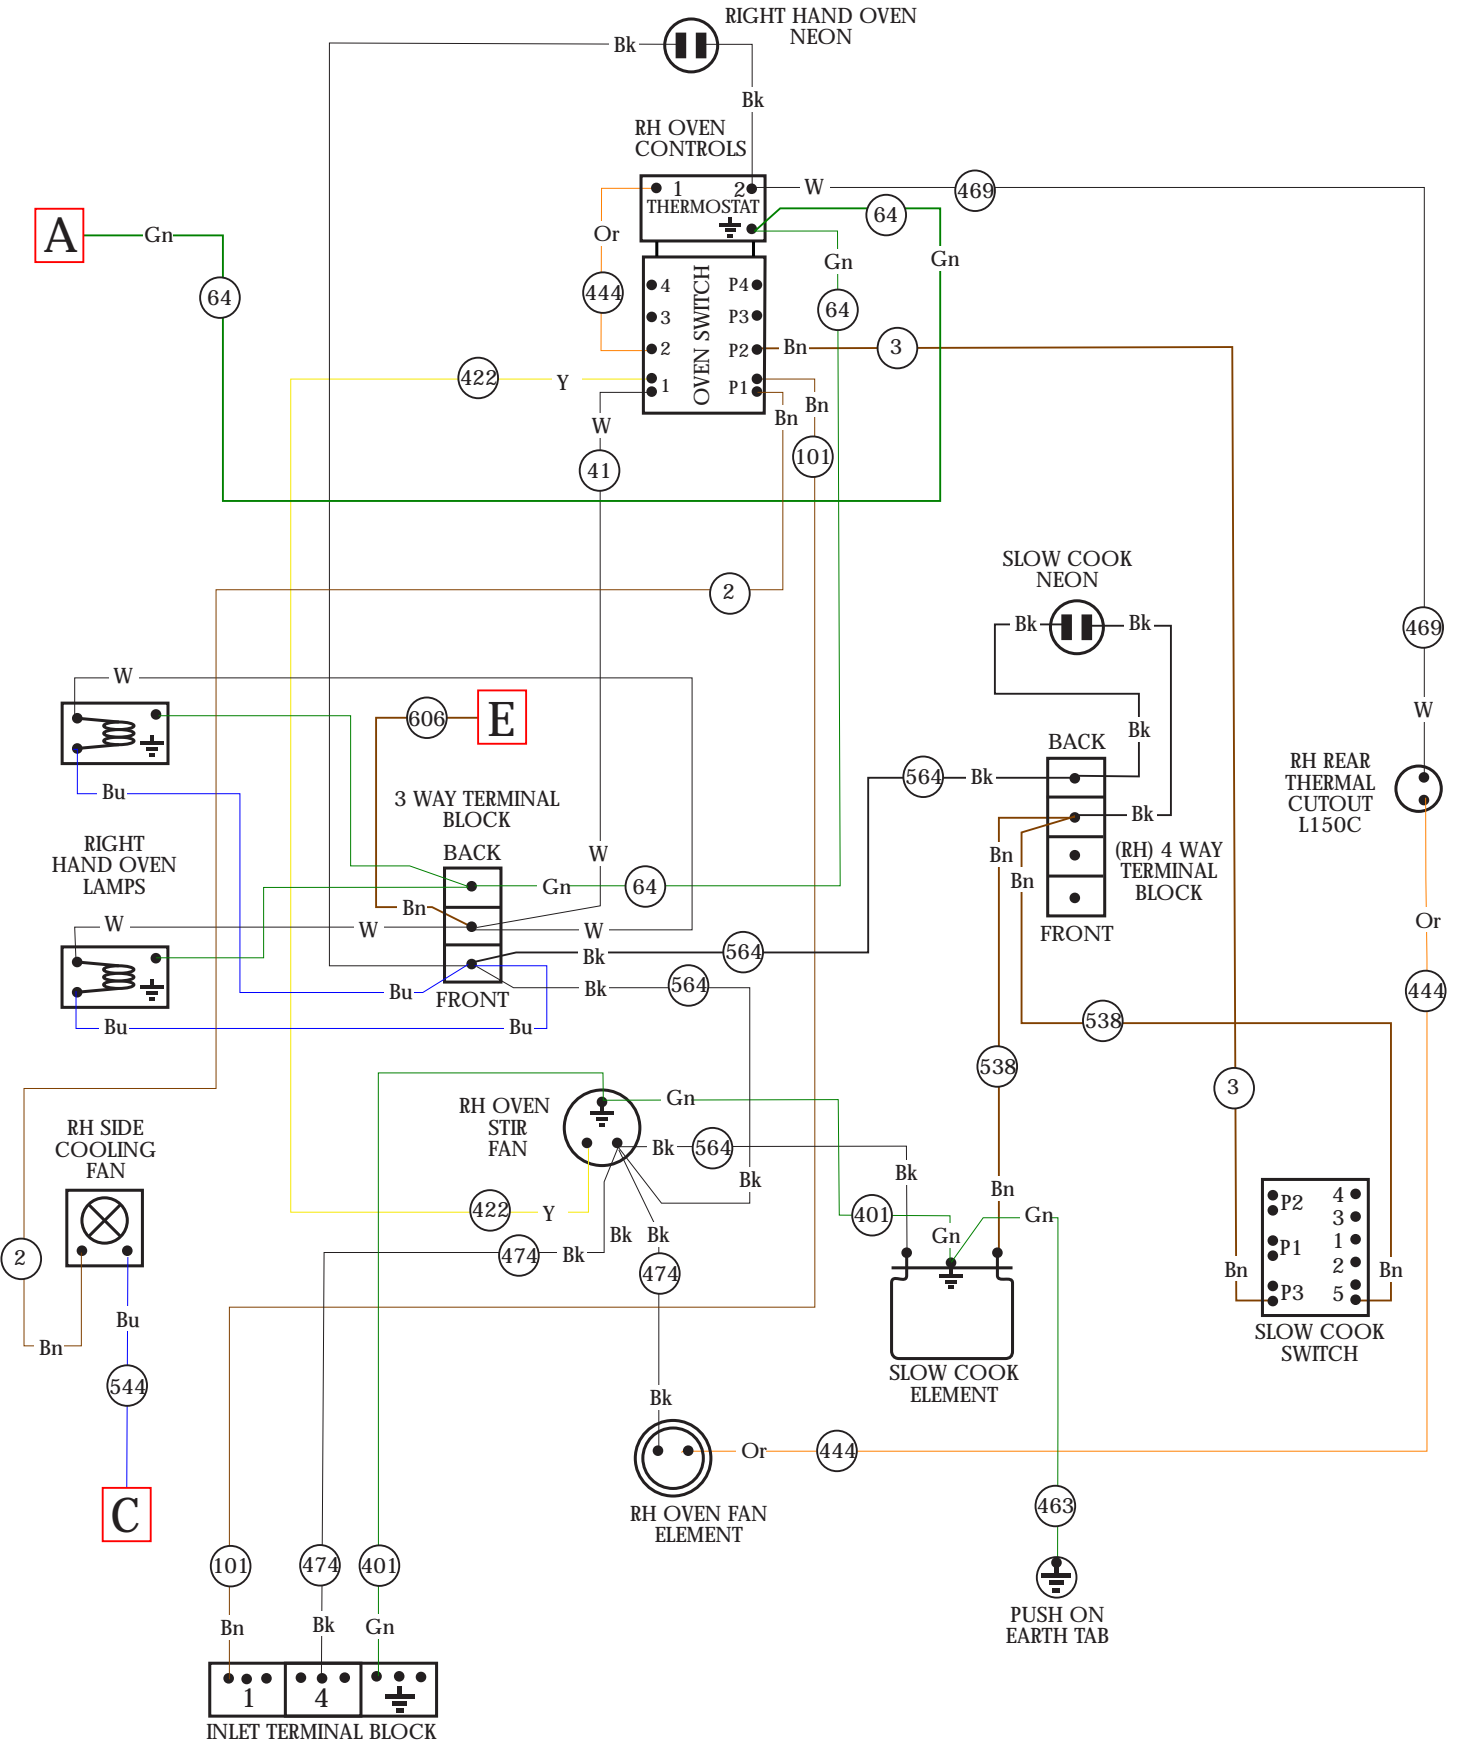 RIGHT HAND OVEN
NEON
Bk
Bk
RH OVEN
CONTROLS
1
2
THERMOSTAT
W
469
64
A
Gn
Or
Gn
Gn
64
444
64
OVEN SWITCH
4
P4
3
P3
2
P2
1
P1
Bn
3
422
Y
Bn
Bn
W
41
101
SLOW COOK
NEON
2
Bk
Bk
469
W
606
E
Bk
W
BACK
RH REAR
THERMAL
CUTOUT
L150C
564
Bk
Bu
3 WAY TERMINAL
BLOCK
Bk
RIGHT
HAND OVEN
LAMPS
BACK
W
Bn
(RH) 4 WAY
TERMINAL
BLOCK
Bn
Gn
64
Bn
W
W
W
FRONT
Or
Bk
564
Bu
FRONT
Bk
564
444
Bu
Bu
538
538
3
RH OVEN
STIR
FAN
Gn
RH SIDE
COOLING
FAN
Bk
564
Bk
Bk
Bn
422
Y
401
Gn
Gn
P2
4
3
P1
1
2
P3
5
2
Bk
Bk
474
Bk
474
Bn
Bn
Bu
Bn
SLOW COOK
SWITCH
544
SLOW COOK
ELEMENT
Bk
C
Or
444
RH OVEN FAN
ELEMENT
463
101
474
401
PUSH ON
EARTH TAB
Bn
Bk
Gn
1
4
INLET TERMINAL BLOCK